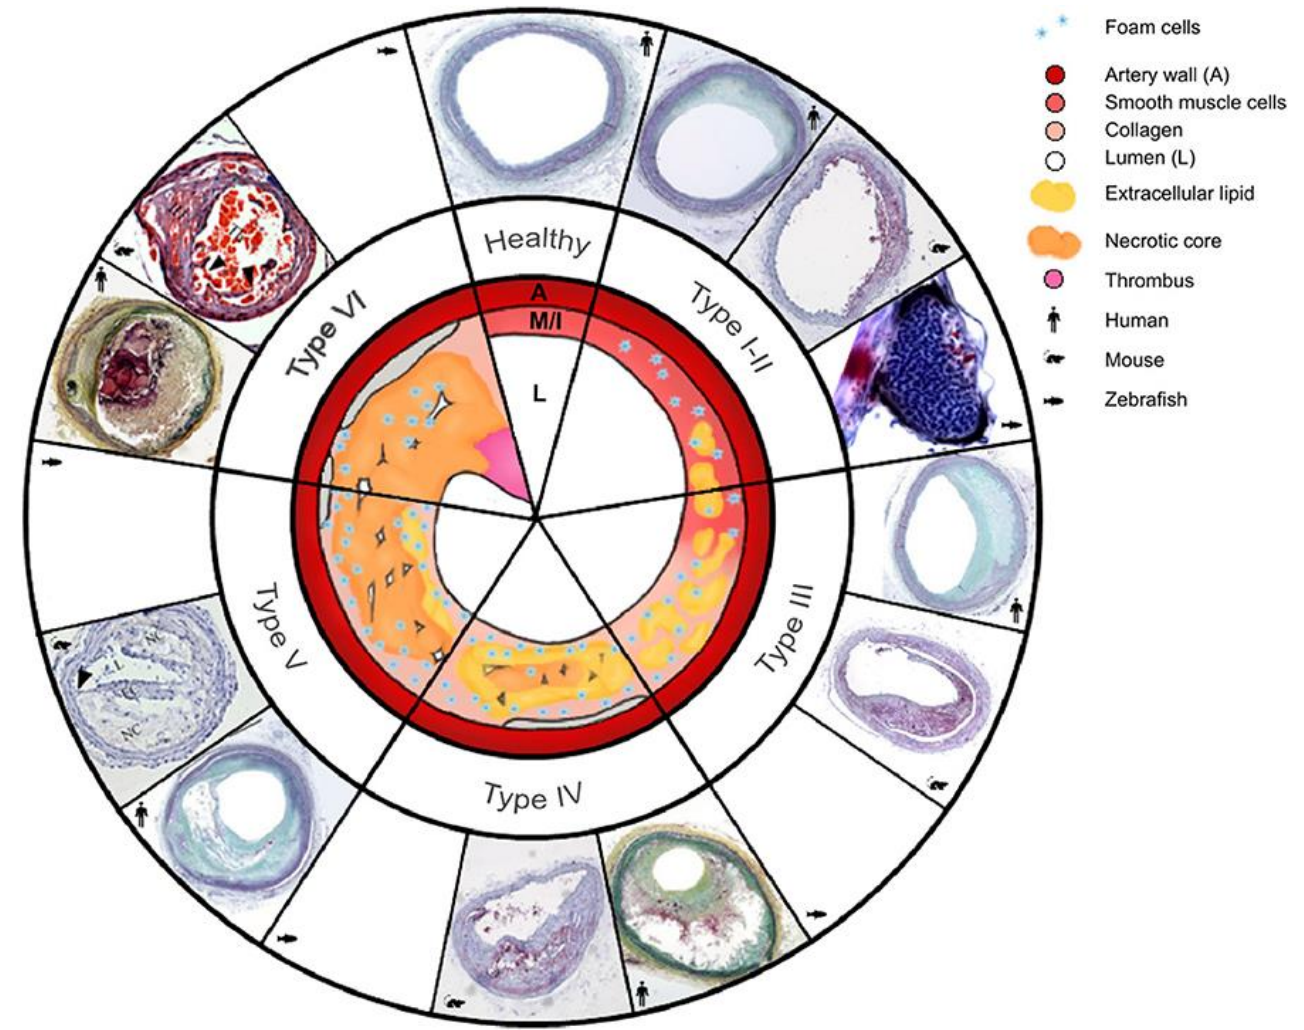 Foam cells
Artery wall (A)
Smooth muscle cells
Collagen
Lumen (L)
Extracellular lipid
Necrotic core
Thrombus
Human
Mouse
Zebrafish
Healthy
Type I-II
Type III
Type IV
Type V
Type VI
A
M/I
L
NC
L
NC